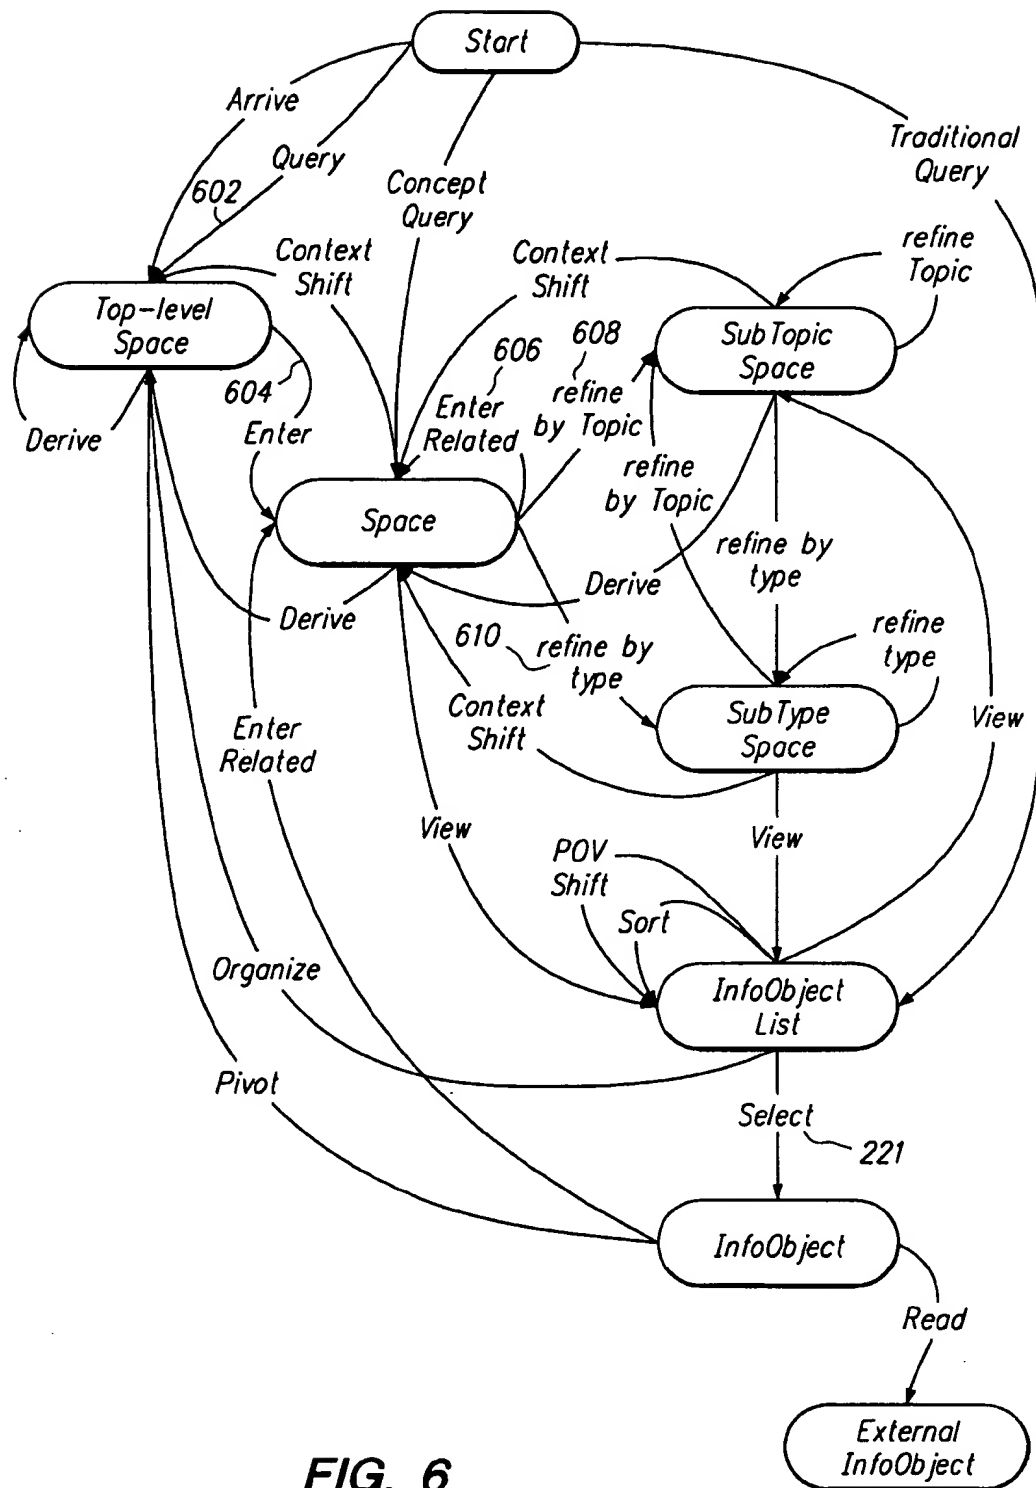 Start
Arrive
Query
602
Concept
Query
Traditional
Query
Context
Shift
Context
Shift
refine
Topic
Top-level
Space
SubTopic
Space
604
606
608
Derive
Enter
Enter
Related
refine
by Topic
refine
by Topic
Space
refine by
type
Derive
Derive
610
refine by
type
refine
type
Context
Shift
SubType
Space
View
Enter
Related
View
View
POV
Shift
Sort
Organize
InfoObject
List
Pivot
Select
221
InfoObject
Read
External
InfoObject
FIG. 6